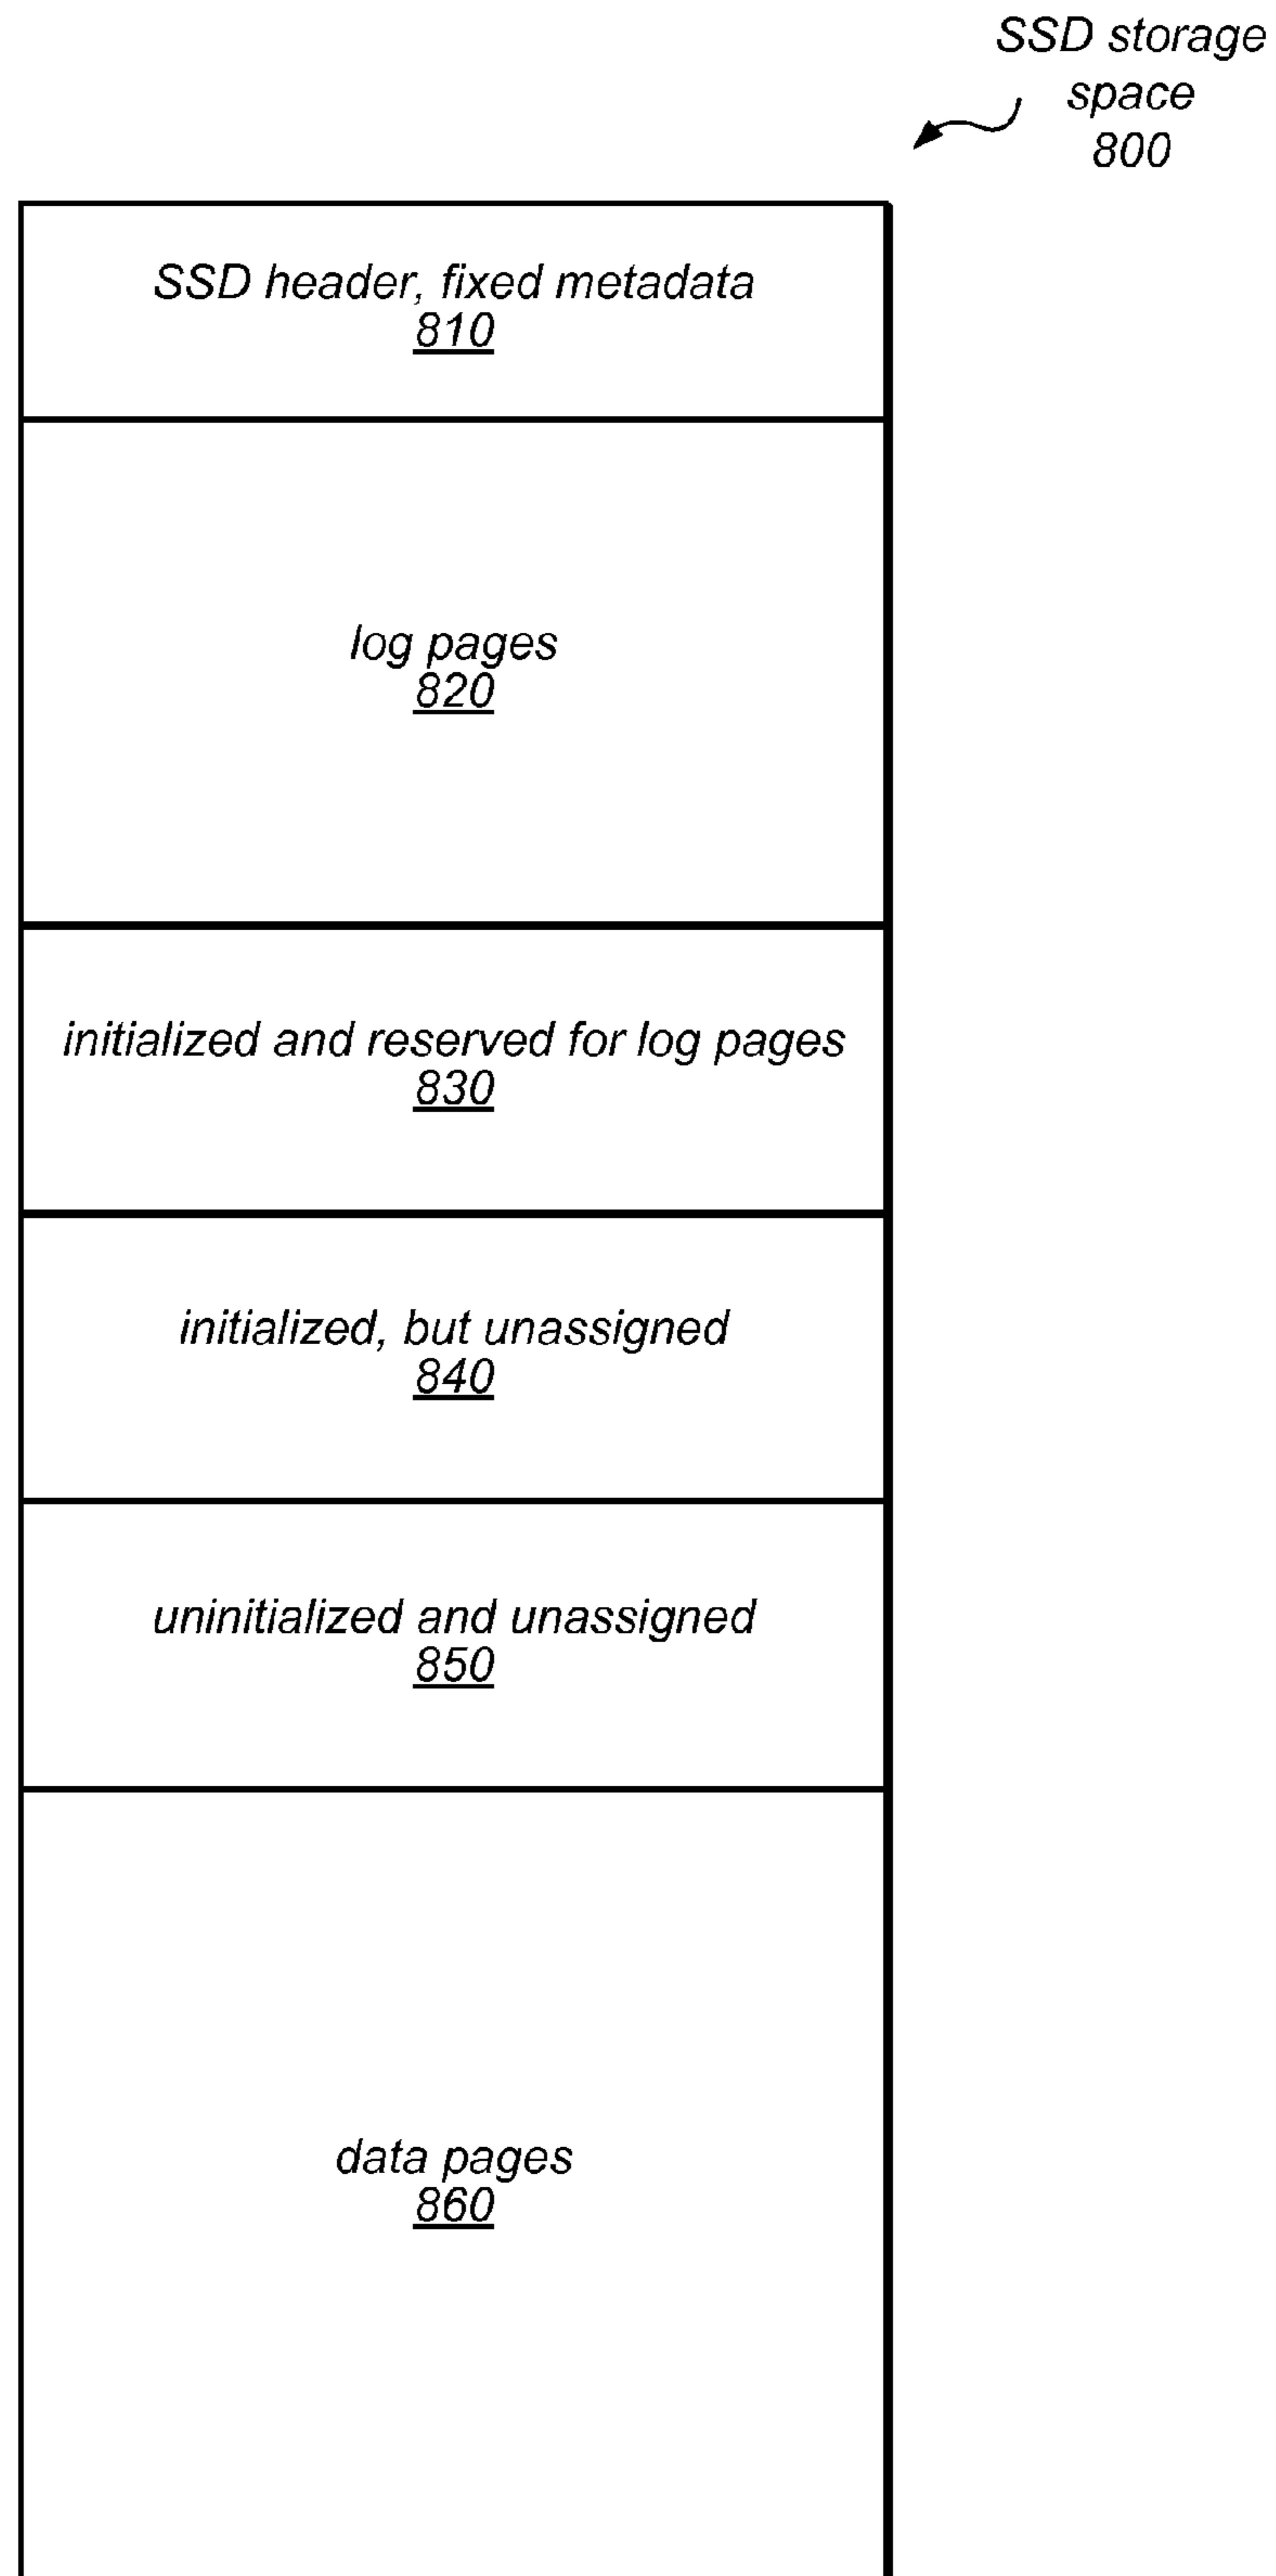 SSD storage
space
800
SSD header, fixed metadata
810
log pages
820
initialized and reserved for log pages
830
initialized, but unassigned
840
uninitialized and unassigned
850
data pages
860